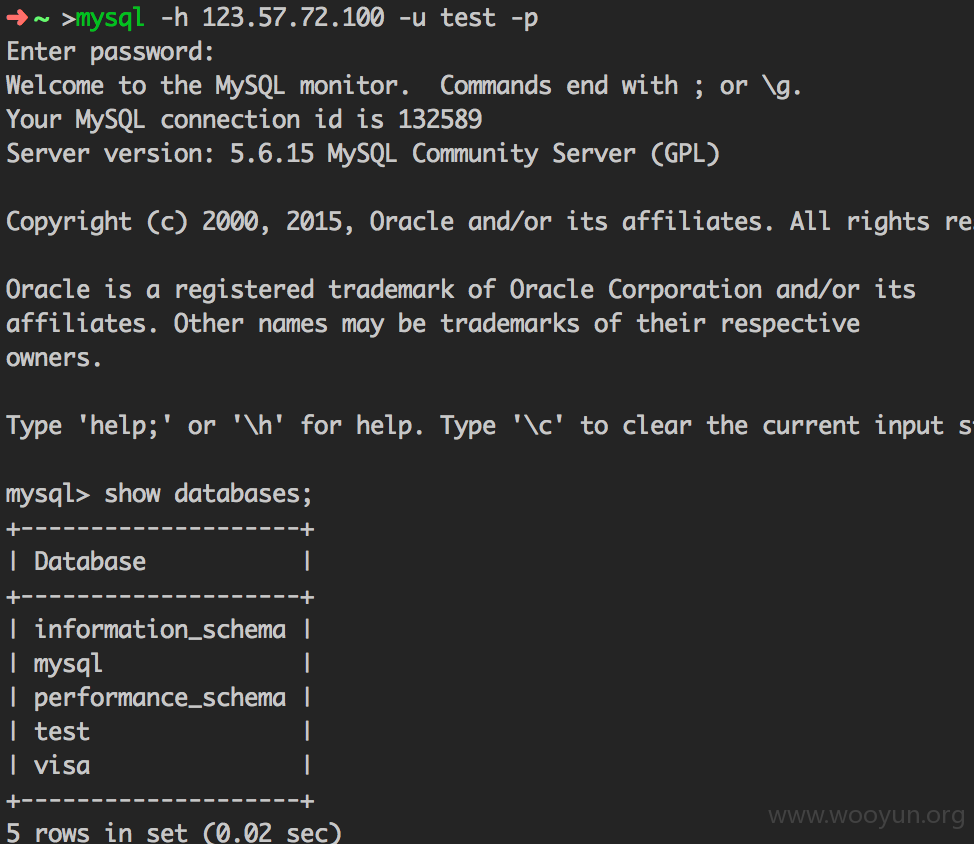 ➜ ~ >mysql -h 123.57.72.100 -u test -p
Enter password:
Welcome to the MySQL monitor.  Commands end with ; or \g.
Your MySQL connection id is 132589
Server version: 5.6.15 MySQL Community Server (GPL)
Copyright (c) 2000, 2015, Oracle and/or its affiliates. All rights re
Oracle is a registered trademark of Oracle Corporation and/or its
affiliates. Other names may be trademarks of their respective
owners.
Type 'help;' or '\h' for help. Type '\c' to clear the current input s
mysql> show databases;
+--------------------+
| Database           |
+--------------------+
| information_schema |
| mysql              |
| performance_schema |
| test               |
| visa               |
+--------------------+
5 rows in set (0.02 sec)
www.wooyun.org